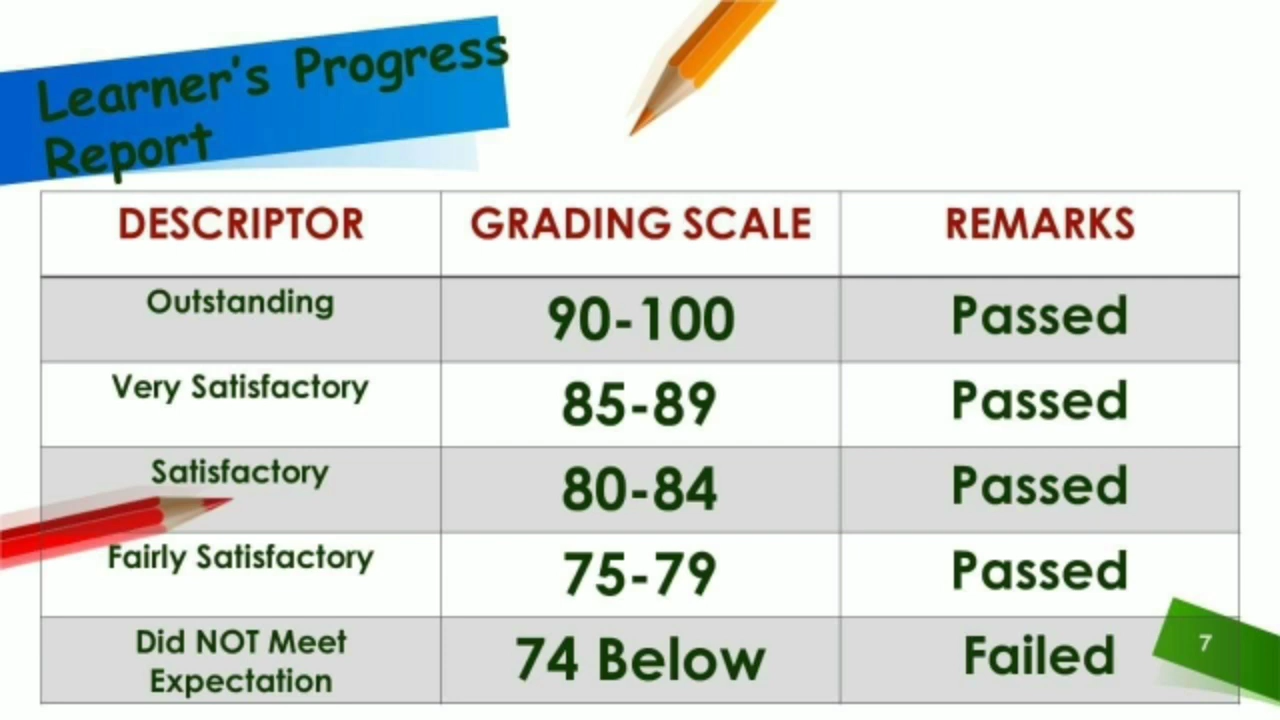 Learner's Progress
Report
DESCRIPTOR GRADING SCALE REMARKS
Outstanding 90-100 Passed
Very Satisfactory 85-89 Passed
Satisfactory 80-84 Passed
Fairly Satisfactory 75-79 Passed
Did NOT Meet
Expectation 74 Below Failed
7